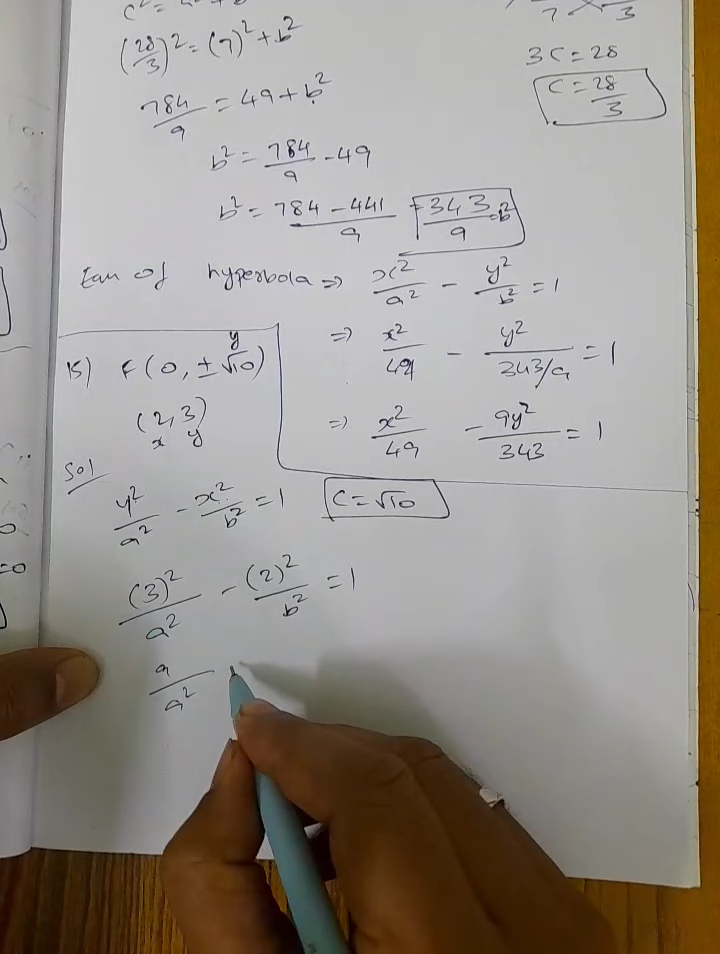 (28/3)² = (7)² + b²
784/9 = 49 + b²
b² = 784/9 - 49
b² = 784 - 441/9 = 343/9 = b²
3C = 28
C = 28/3
Eqn of hyperbola ⇒ x²/a² - y²/b² = 1
⇒ x²/49 - y²/343/9 = 1
⇒ x²/49 - 9y²/343 = 1
15) F(0, ±√10)
y
(2,3)
x y
Sol
y²/a² - x²/b² = 1
C = √10
(3)²/a² - (2)²/b² = 1
9/a²